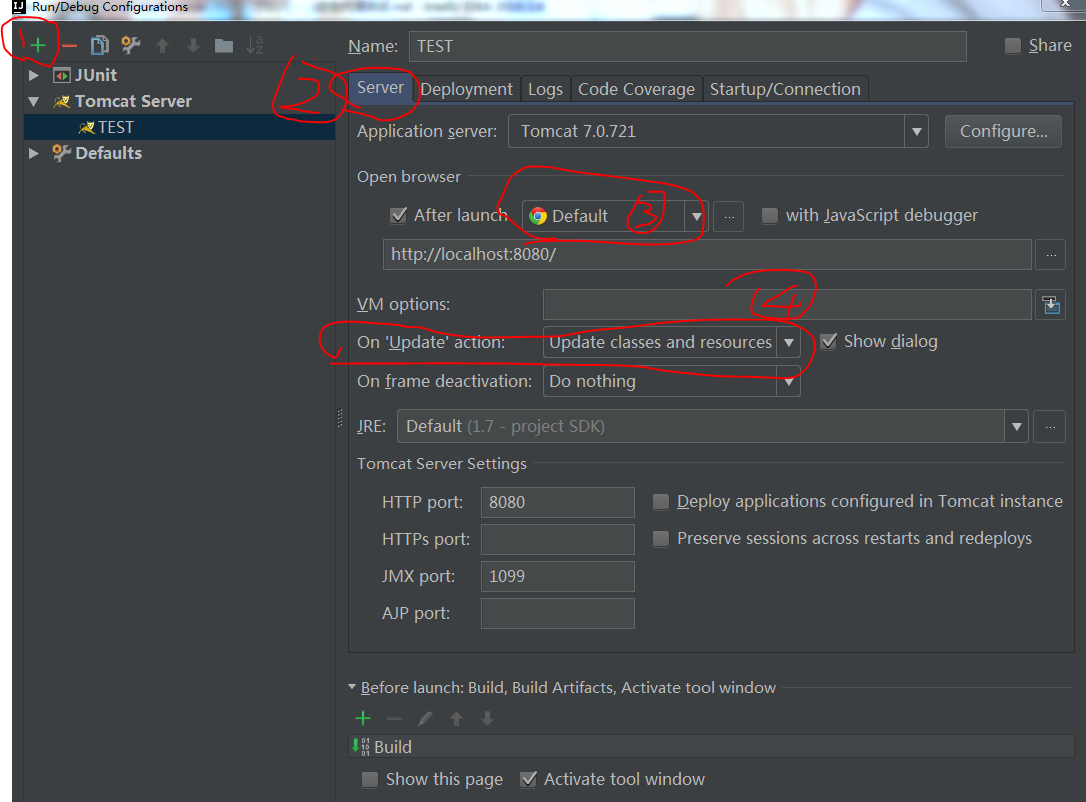 Run/Debug Configurations
1
Name: TEST
Share
JUnit
Tomcat Server
TEST
Defaults
2
Server Deployment Logs Code Coverage Startup/Connection
Application server: Tomcat 7.0.721 Configure...
Open browser
After launch Default 3 ... with JavaScript debugger
http://localhost:8080/ ...
VM options: 4
On 'Update' action: Update classes and resources Show dialog
On frame deactivation: Do nothing
JRE: Default (1.7 - project SDK) ...
Tomcat Server Settings
HTTP port: 8080 Deploy applications configured in Tomcat instance
HTTPs port: Preserve sessions across restarts and redeploys
JMX port: 1099
AJP port:
Before launch: Build, Build Artifacts, Activate tool window
Build
Show this page Activate tool window